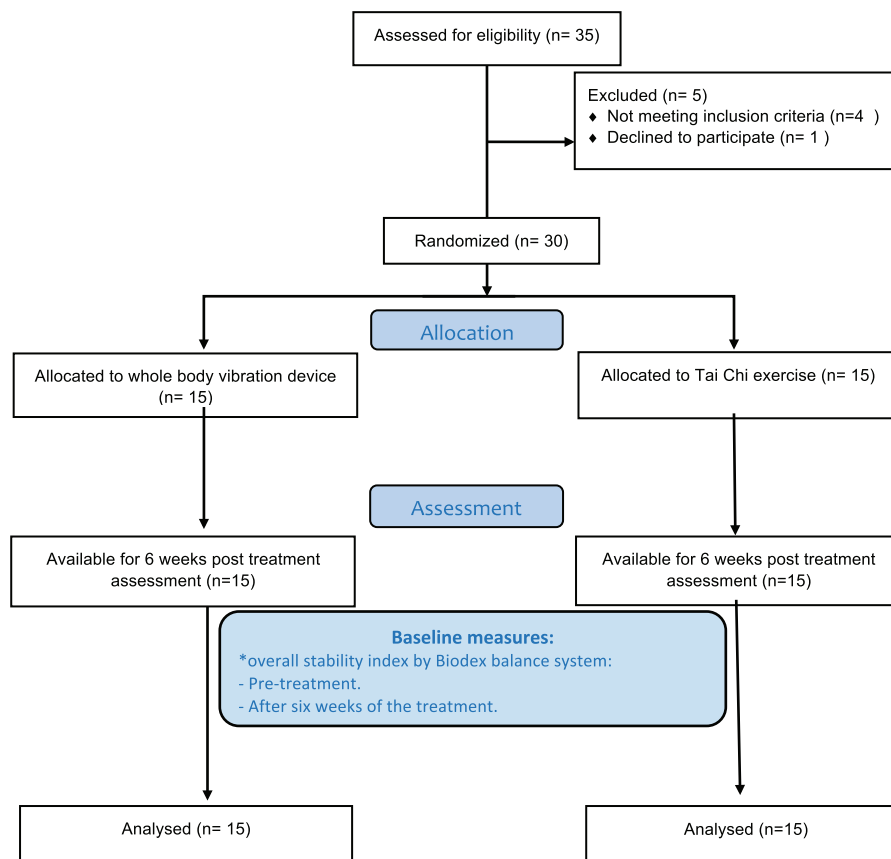 Assessed for eligibility (n= 35)
Excluded (n= 5)
♦ Not meeting inclusion criteria (n=4 )
♦ Declined to participate (n= 1 )
Randomized (n= 30)
Allocation
Allocated to whole body vibration device
(n= 15)
Allocated to Tai Chi exercise (n= 15)
Assessment
Available for 6 weeks post treatment
assessment (n=15)
Available for 6 weeks post treatment
assessment (n=15)
Baseline measures:
*overall stability index by Biodex balance system:
- Pre-treatment.
- After six weeks of the treatment.
Analysed (n= 15)
Analysed (n=15)